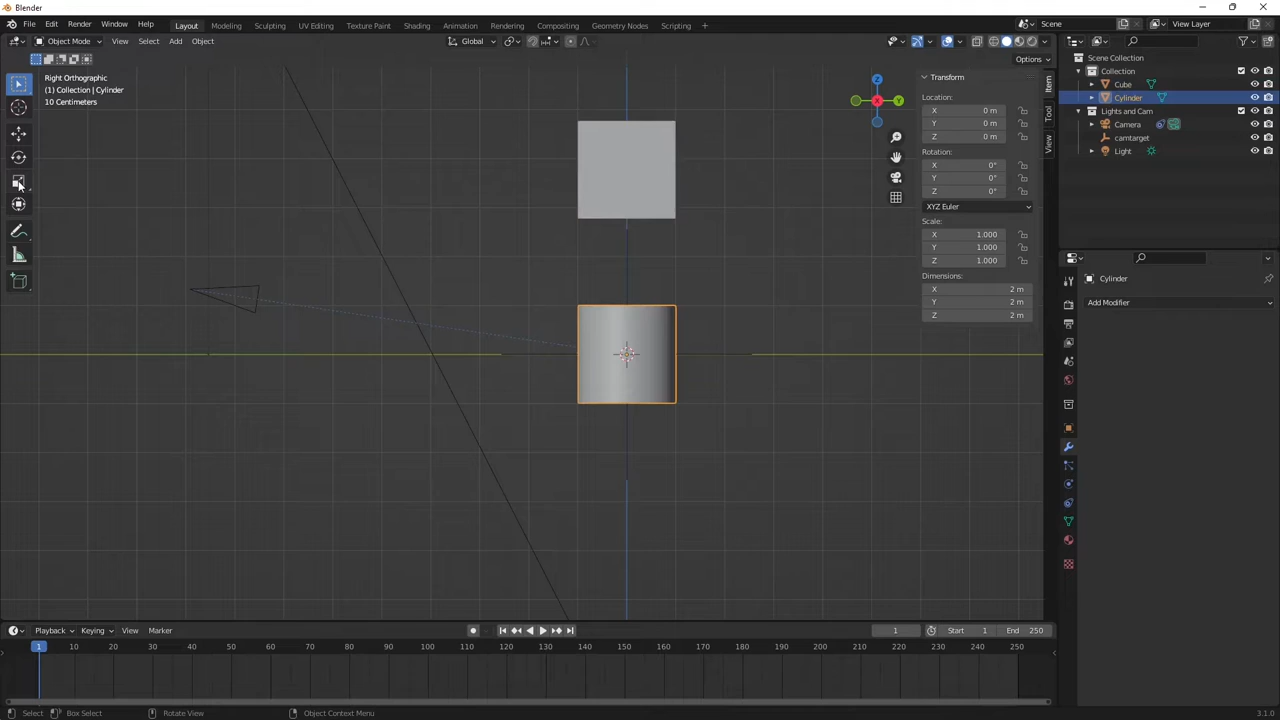 Blender
File Edit Render Window Help
Layout Modeling Sculpting UV Editing Texture Paint Shading Animation Rendering Compositing Geometry Nodes Scripting
Scene
View Layer
Object Mode View Select Add Object
Global
Options
Right Orthographic
(1) Collection | Cylinder
10 Centimeters
Z
X
Y
Transform
Location:
X 0 m
Y 0 m
Z 0 m
Rotation:
X 0°
Y 0°
Z 0°
XYZ Euler
Scale:
X 1.000
Y 1.000
Z 1.000
Dimensions:
X 2 m
Y 2 m
Z 2 m
Item
Tool
View
Scene Collection
Collection
Cube
Cylinder
Lights and Cam
Camera
camtarget
Light
Cylinder
Add Modifier
Playback Keying View Marker
1
Start 1
End 250
1 10 20 30 40 50 60 70 80 90 100 110 120 130 140 150 160 170 180 190 200 210 220 230 240 250
Select
Box Select
Rotate View
Object Context Menu
3.1.0